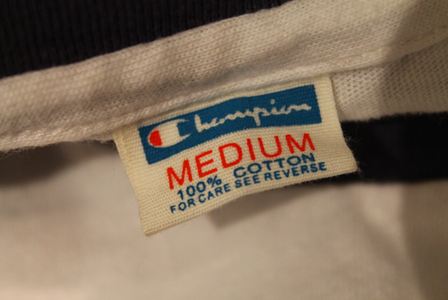 Champion
MEDIUM
100% COTTON
FOR CARE SEE REVERSE